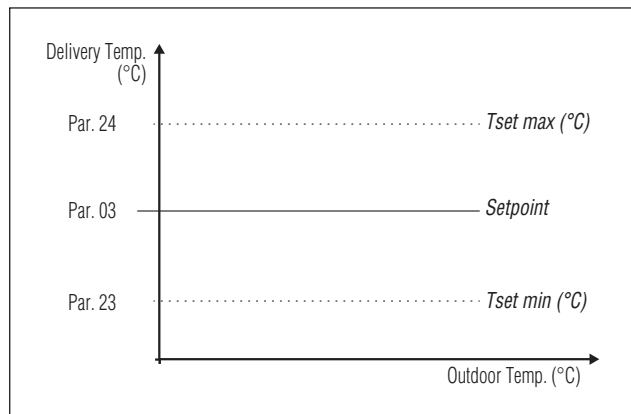 Delivery Temp.
(°C)
Par. 24
Tset max (°C)
Par. 03
Setpoint
Par. 23
Tset min (°C)
Outdoor Temp. (°C)